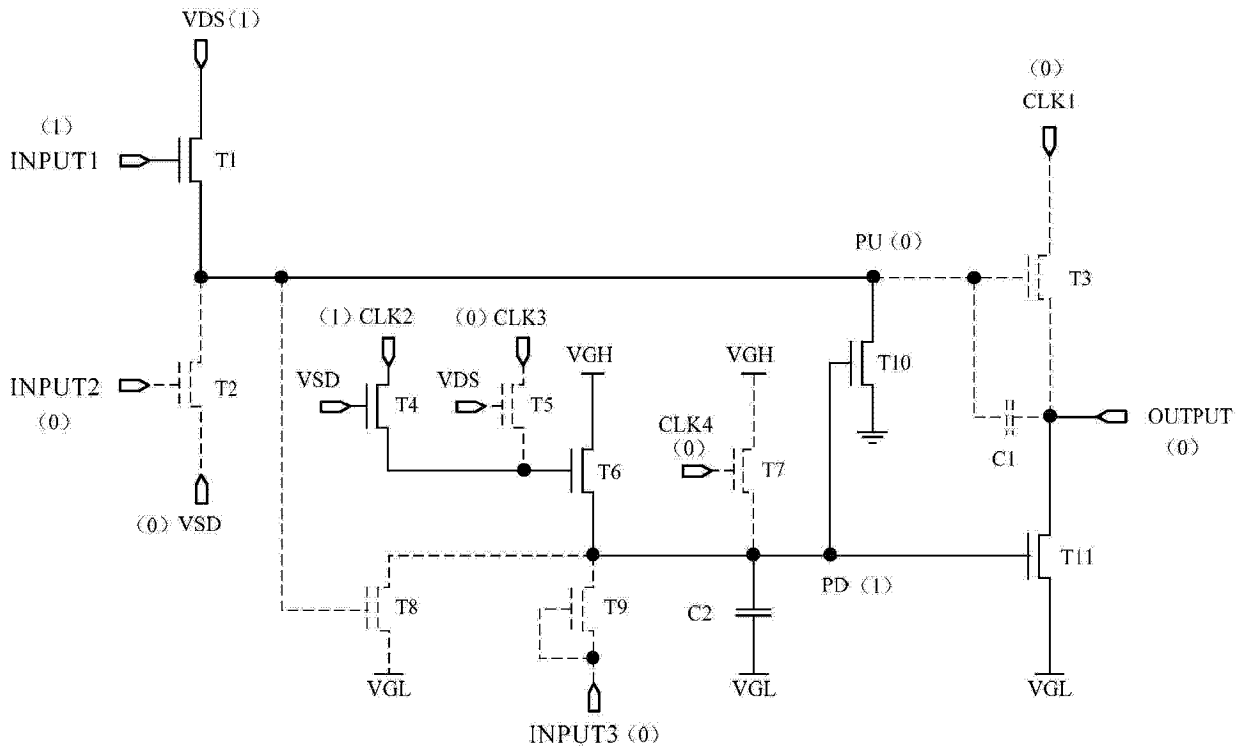 VDS(1)
(0)
CLK1
(1)
INPUT1
T1
PU(0)
T3
(1) CLK2
(0) CLK3
VGH
VGH
T10
INPUT2
(0)
T2
VSD
T4
VDS
T5
CLK4
(0)
OUTPUT
(0)
C1
T6
T7
(0) VSD
T11
PD (1)
T8
T9
C2
VGL
VGL
VGL
INPUT3(0)